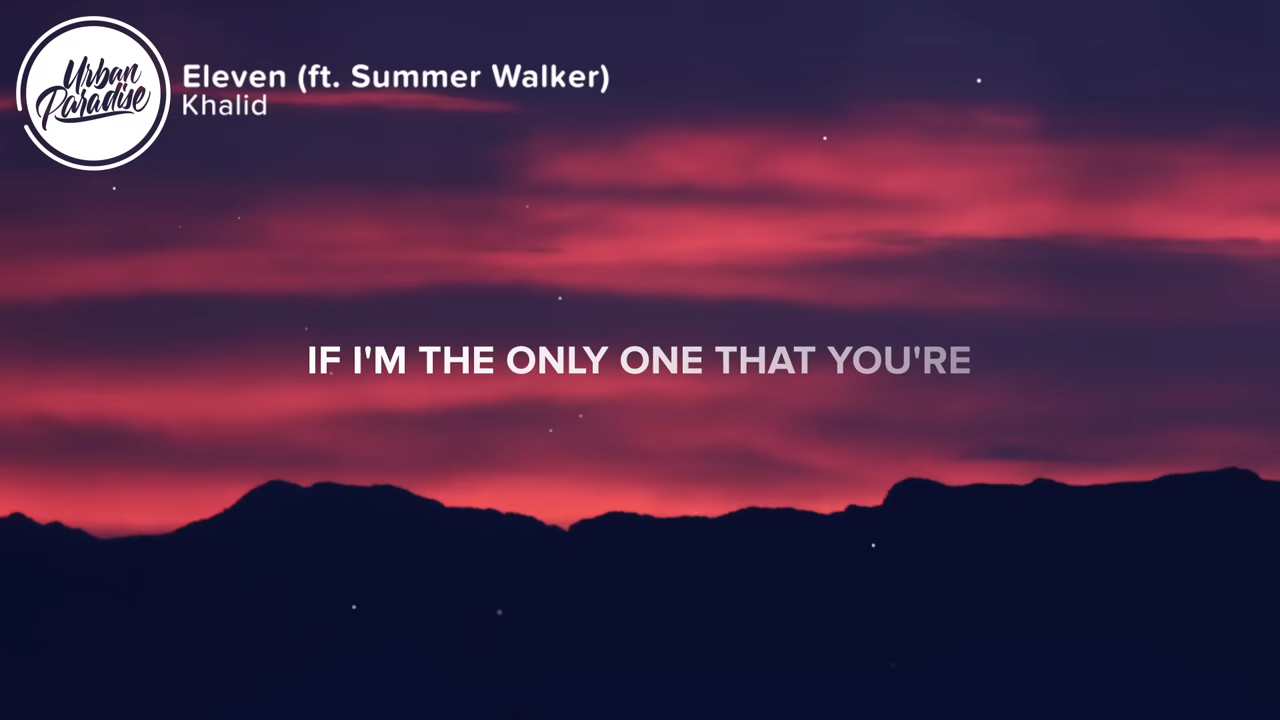 Urban
Paradise
Eleven (ft. Summer Walker)
Khalid
IF I'M THE ONLY ONE THAT YOU'RE